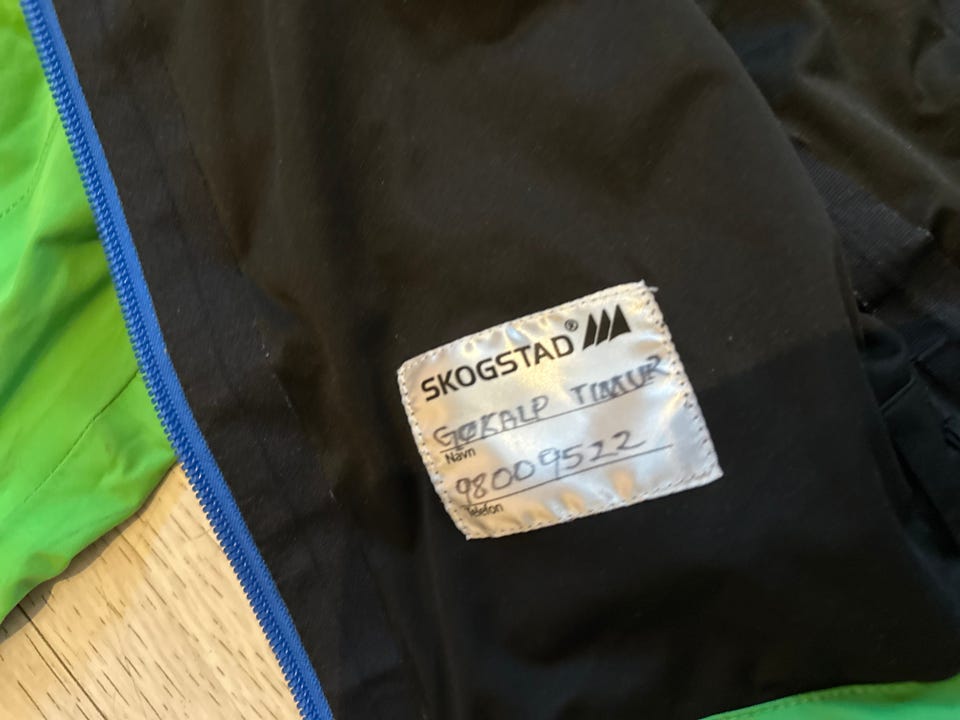 SKOGSTAD®
GØKALP TIMUR
Navn
98009522
Telefon